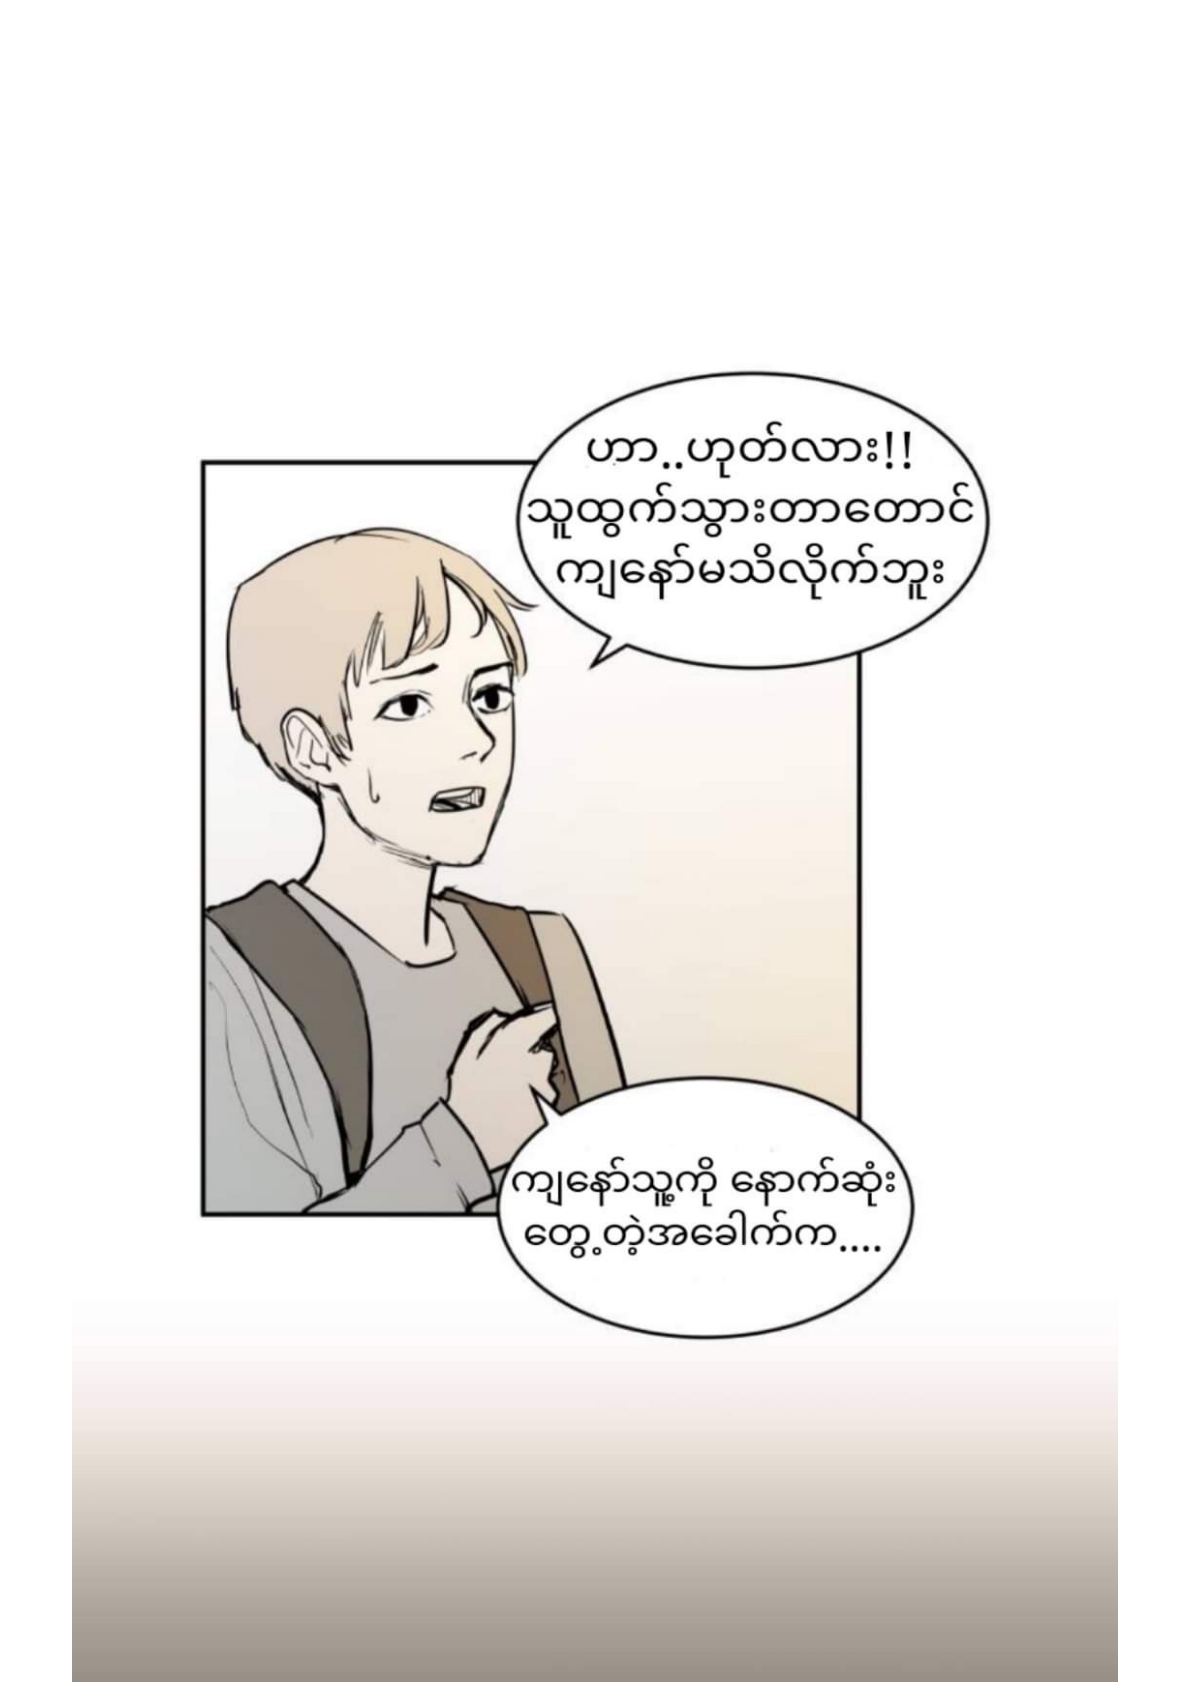 ဟာ..ဟုတ်လား!!
သူထွက်သွားတာတောင်
ကျနော်မသိလိုက်ဘူး
ကျနော်သူ့ကို နောက်ဆုံး
တွေ့တဲ့အခေါက်က....